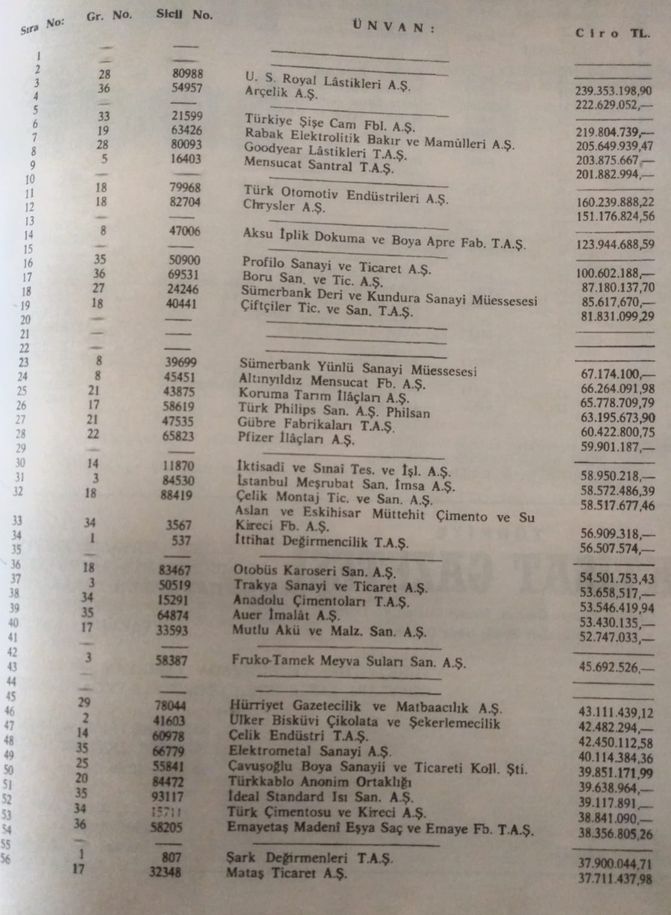 Sıra No: Gr. No. Sicil No. ÜNVAN: Ciro TL.
1 — — — —
2 — — — —
3 28 80988 U. S. Royal Lâstikleri A.Ş. 239.353.198,90
4 36 54957 Arçelik A.Ş. 222.629.052,—
5 — — — —
6 33 21599 Türkiye Şişe Cam Fbl. A.Ş. 219.804.739,—
7 19 63426 Rabak Elektrolitik Bakır ve Mamûlleri A.Ş. 205.649.939,47
8 28 80093 Goodyear Lâstikleri T.A.Ş. 203.875.667,—
9 5 16403 Mensucat Santral T.A.Ş. 201.882.994,—
10 — — — —
11 18 79968 Türk Otomotiv Endüstrileri A.Ş. 160.239.888,22
12 18 82704 Chrysler A.Ş. 151.176.824,56
13 — — — —
14 8 47006 Aksu İplik Dokuma ve Boya Apre Fab. T.A.Ş. 123.944.688,59
15 — — — —
16 35 50900 Profilo Sanayi ve Ticaret A.Ş. 100.602.188,—
17 36 69531 Boru San. ve Tic. A.Ş. 87.180.137,70
18 27 24246 Sümerbank Deri ve Kundura Sanayi Müessesesi 85.617,670,—
19 18 40441 Çiftçiler Tic. ve San. T.A.Ş. 81.831.099,29
20 — — — —
21 — — — —
22 — — — —
23 8 39699 Sümerbank Yünlü Sanayi Müessesesi 67.174.100,—
24 8 45451 Altınyıldız Mensucat Fb. A.Ş. 66.264.091,98
25 21 43875 Koruma Tarım İlâçları A.Ş. 65.778.709,79
26 17 58619 Türk Philips San. A.Ş. Philsan 63.195.673,90
27 21 47535 Gübre Fabrikaları T.A.Ş. 60.422.800,75
28 22 65823 Pfizer İlâçları A.Ş. 59.901.187,—
29 — — — —
30 14 11870 İktisadî ve Sınai Tes. ve İşl. A.Ş. 58.950.218,—
31 3 84530 İstanbul Meşrubat San. İmsa A.Ş. 58.572.486,39
32 18 88419 Çelik Montaj Tic. ve San. A.Ş. 58.517.677,46
Aslan ve Eskihisar Müttehit Çimento ve Su
33 34 3567 Kireci Fb. A.Ş. 56.909.318,—
34 1 537 İttihat Değirmencilik T.A.Ş. 56.507.574,—
35 — — — —
36 18 83467 Otobüs Karoseri San. A.Ş. 54.501.753,43
37 3 50519 Trakya Sanayi ve Ticaret A.Ş. 53.658,517,—
38 34 15291 Anadolu Çimentoları T.A.Ş. 53.546.419,94
39 35 64874 Auer İmalât A.Ş. 53.430.135,—
40 17 33593 Mutlu Akü ve Malz. San. A.Ş. 52.747.033,—
41 — — — —
42 3 58387 Fruko-Tamek Meyva Suları San. A.Ş. 45.692.526,—
43 — — — —
44 — — — —
45 29 78044 Hürriyet Gazetecilik ve Matbaacılık A.Ş. 43.111.439,12
46 2 41603 Ülker Bisküvi Çikolata ve Şekerlemecilik 42.482.294,—
47 14 60978 Çelik Endüstri T.A.Ş. 42.450.112,58
48 35 66779 Elektrometal Sanayi A.Ş. 40.114.384,36
49 25 55841 Çavuşoğlu Boya Sanayii ve Ticareti Koll. Şti. 39.851.171,99
50 20 84472 Türkkablo Anonim Ortaklığı 39.638.964,—
51 35 93117 İdeal Standard Isı San. A.Ş. 39.117.891,—
52 34 15711 Türk Çimentosu ve Kireci A.Ş. 38.841.090,—
53 36 58205 Emayetaş Madenî Eşya Saç ve Emaye Fb. T.A.Ş. 38.356.805,26
54 — — — —
55 1 807 Şark Değirmenleri T.A.Ş. 37.900.044,71
56 17 32348 Mataş Ticaret A.Ş. 37.711.437,98